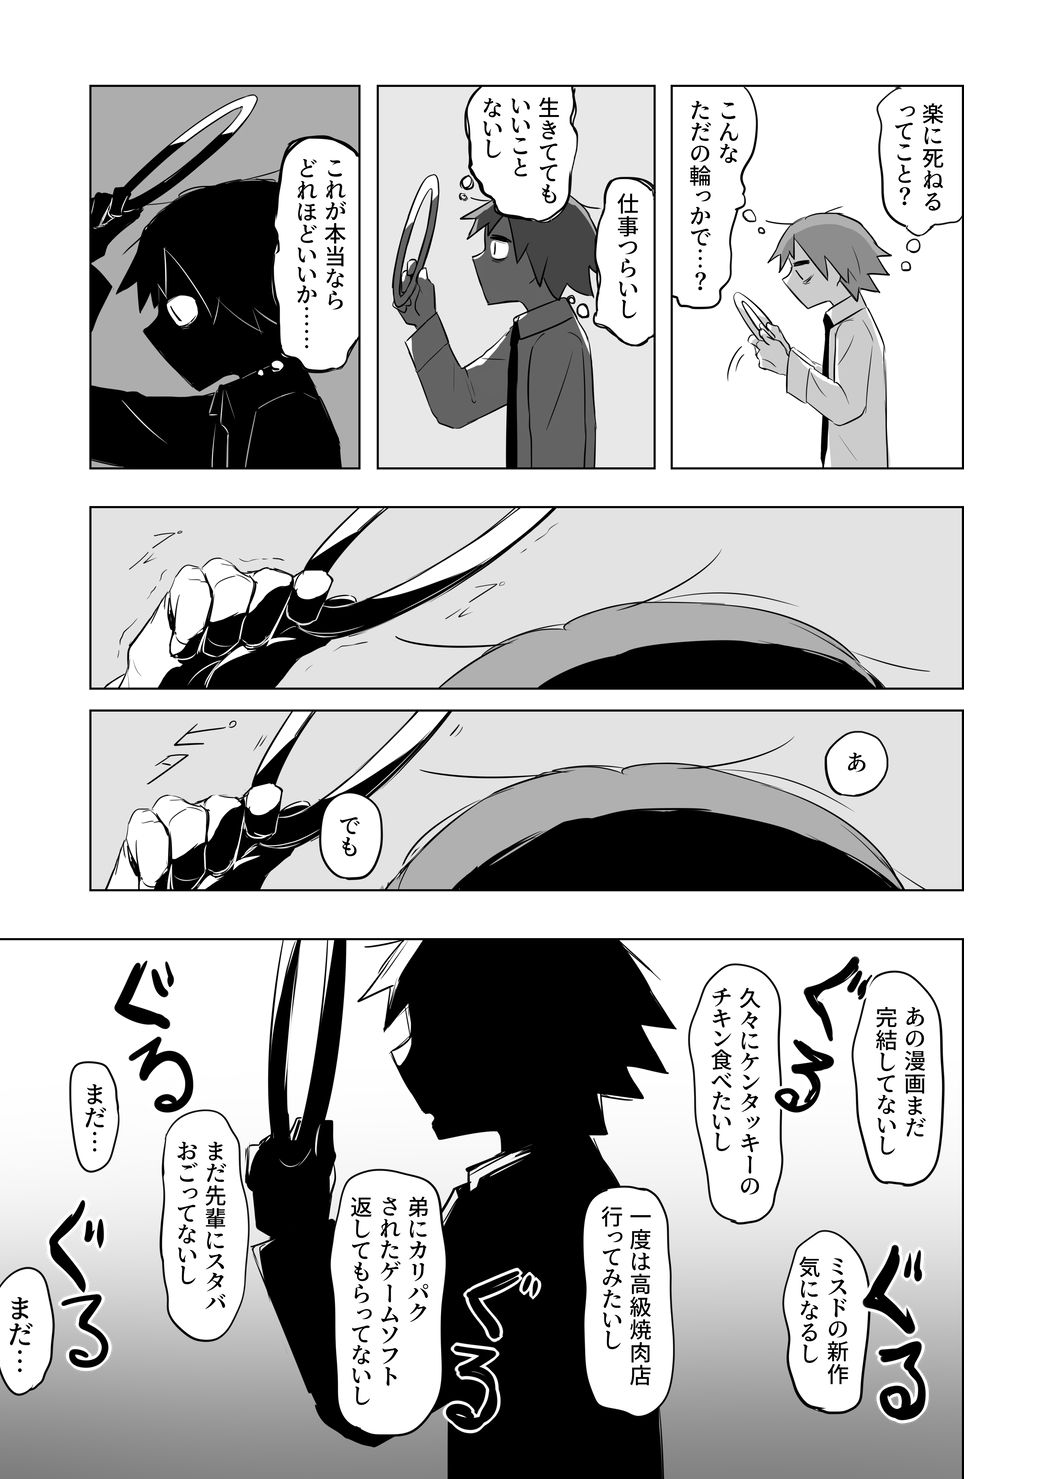 楽に死ねる
ってこと？
こんな
ただの輪っかで…？
仕事つらいし
生きてても
いいこと
ないし
これが本当なら
どれほどいいか……
プル
プル
あ
でも
ピタ
あの漫画まだ
完結してないし
久々にケンタッキーの
チキン食べたいし
ぐる
ミスドの新作
気になるし
ぐる
一度は高級焼肉店
行ってみたいし
ぐる
弟にカリパク
されたゲームソフト
返してもらってないし
まだ先輩にスタバ
おごってないし
ぐる
まだ…
ぐる
まだ…